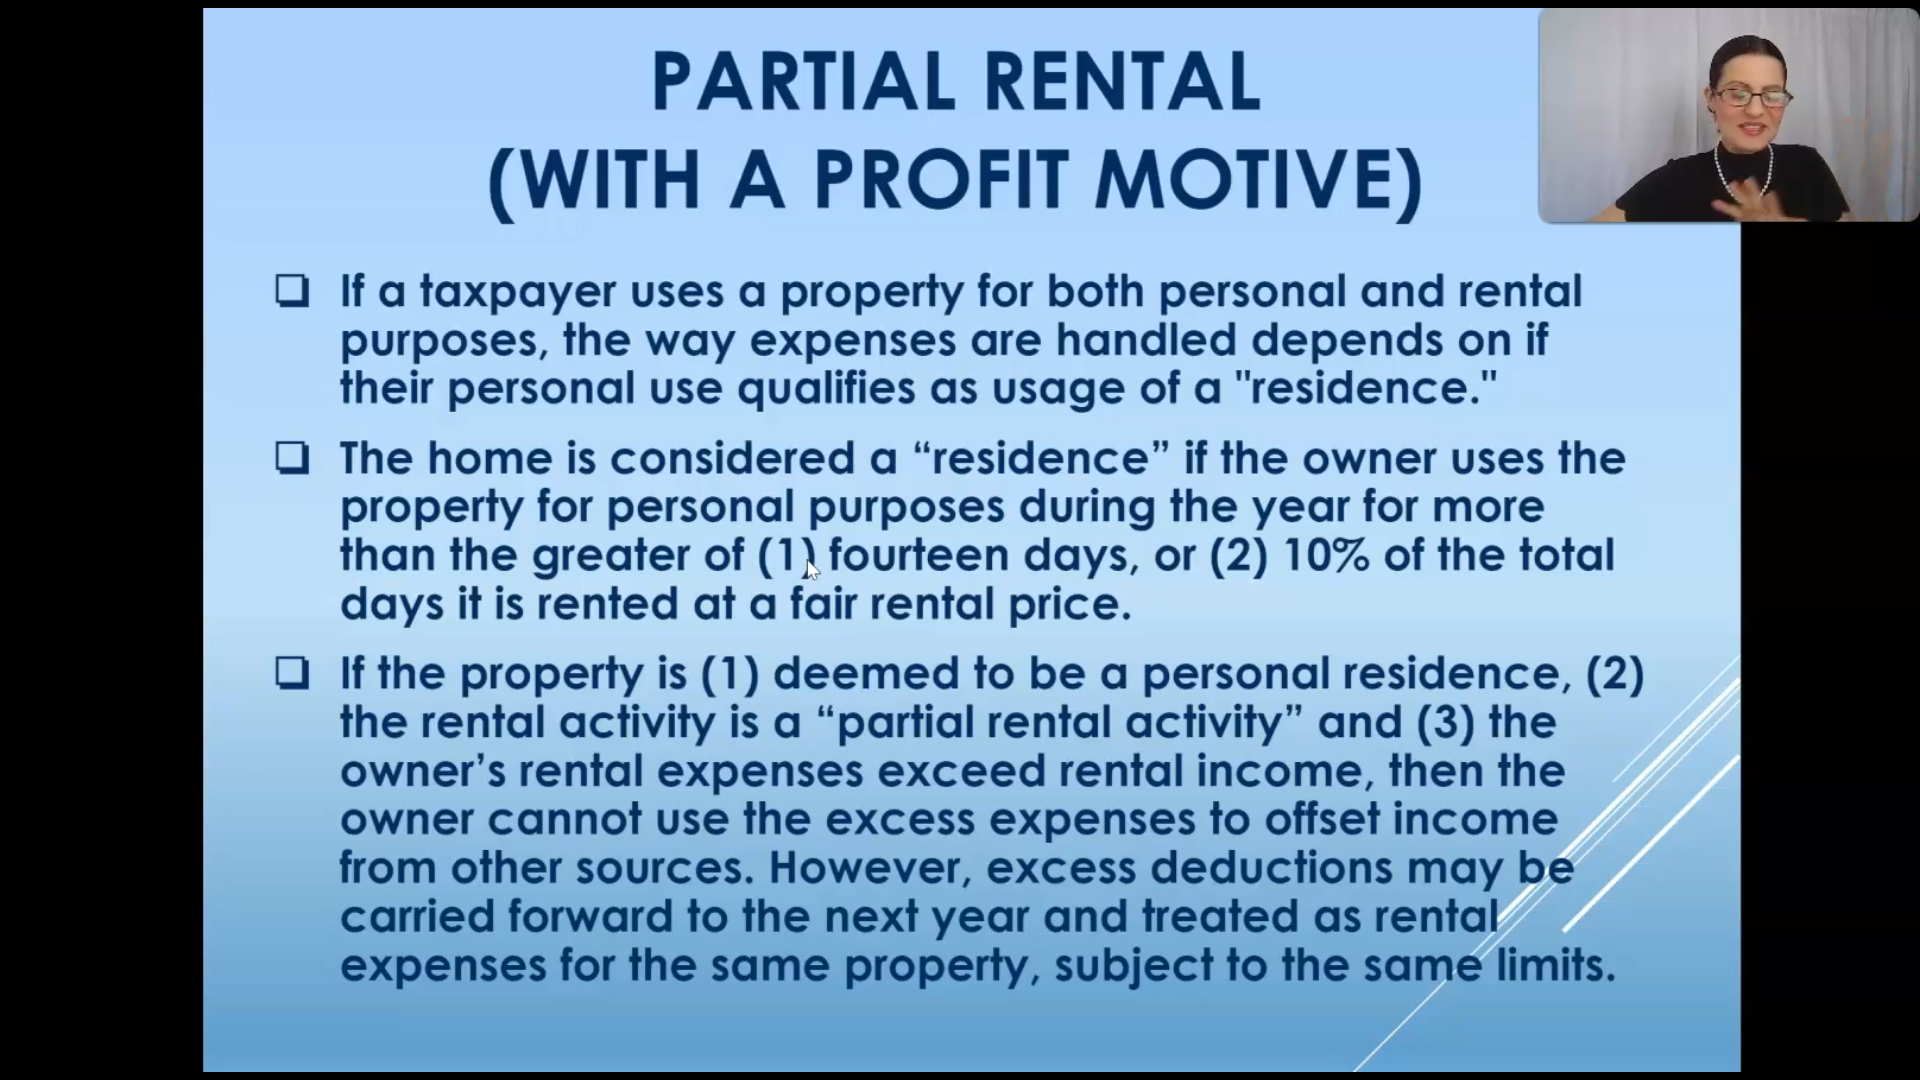 PARTIAL RENTAL
(WITH A PROFIT MOTIVE)
If a taxpayer uses a property for both personal and rental
purposes, the way expenses are handled depends on if
their personal use qualifies as usage of a "residence."
The home is considered a “residence” if the owner uses the
property for personal purposes during the year for more
than the greater of (1) fourteen days, or (2) 10% of the total
days it is rented at a fair rental price.
If the property is (1) deemed to be a personal residence, (2)
the rental activity is a “partial rental activity” and (3) the
owner’s rental expenses exceed rental income, then the
owner cannot use the excess expenses to offset income
from other sources. However, excess deductions may be
carried forward to the next year and treated as rental
expenses for the same property, subject to the same limits.